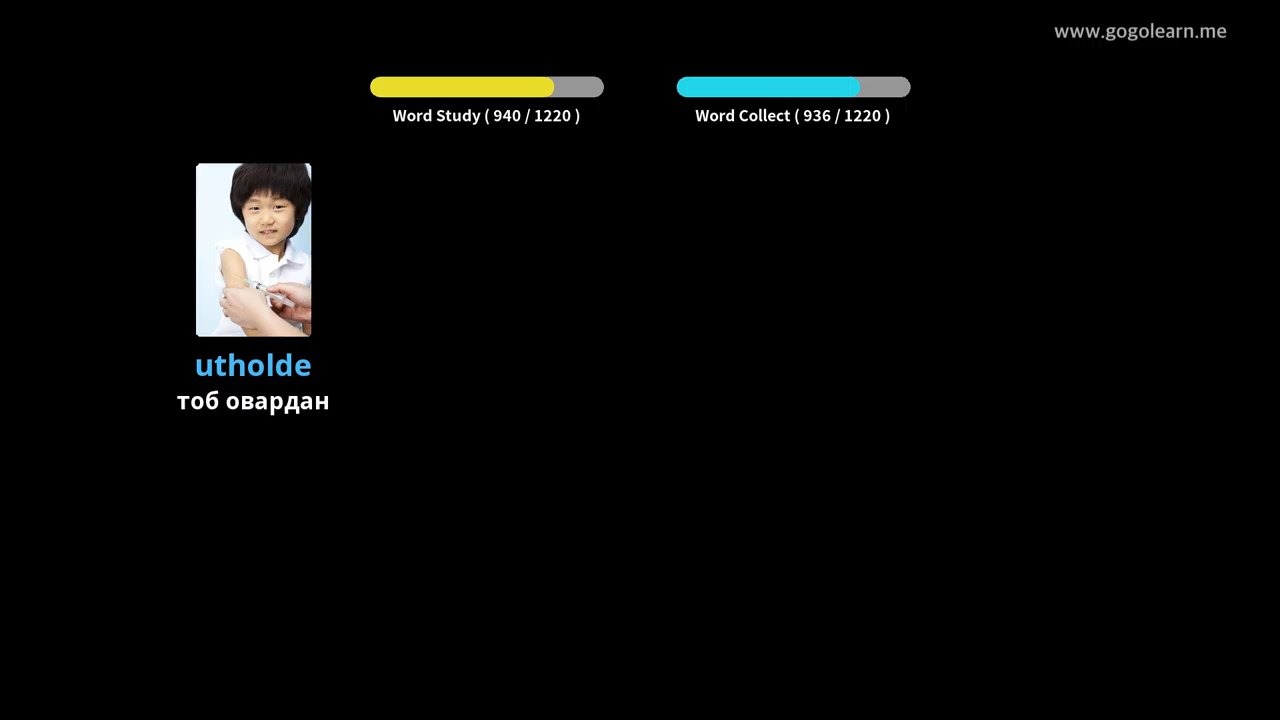 www.gogolearn.me
Word Study ( 940 / 1220 )
Word Collect ( 936 / 1220 )
utholde
тоб овардан